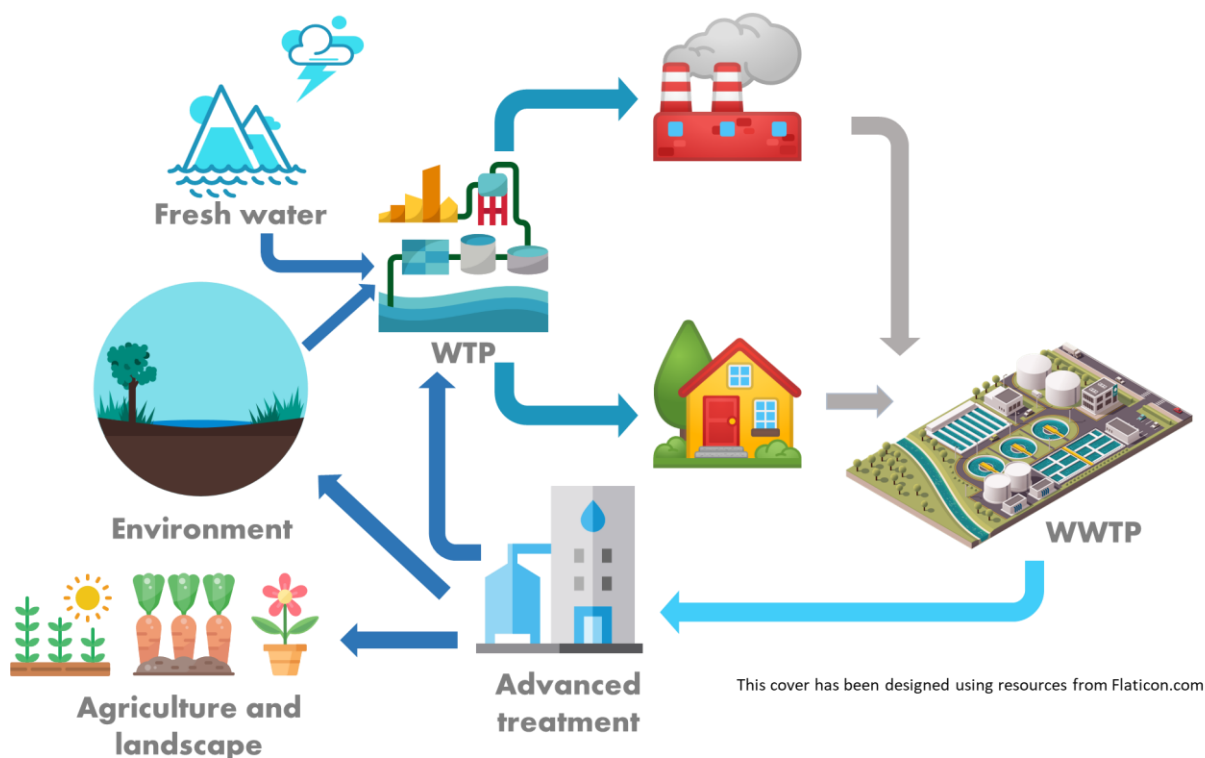 Fresh water
WTP
Environment
WWTP
Agriculture and
landscape
Advanced
treatment
This cover has been designed using resources from Flaticon.com